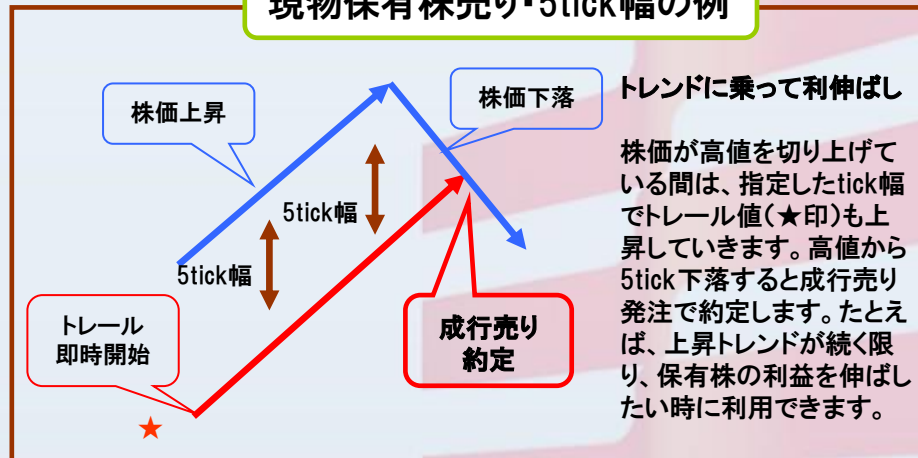 現物保有株売り・5tick幅の例
株価上昇
株価下落
5tick幅
5tick幅
トレール
即時開始
成行売り
約定
トレンドに乗って利伸ばし
株価が高値を切り上げて
いる間は、指定したtick幅
でトレール値(★印)も上
昇していきます。高値から
5tick下落すると成行売り
発注で約定します。たとえ
ば、上昇トレンドが続く限
り、保有株の利益を伸ばし
たい時に利用できます。